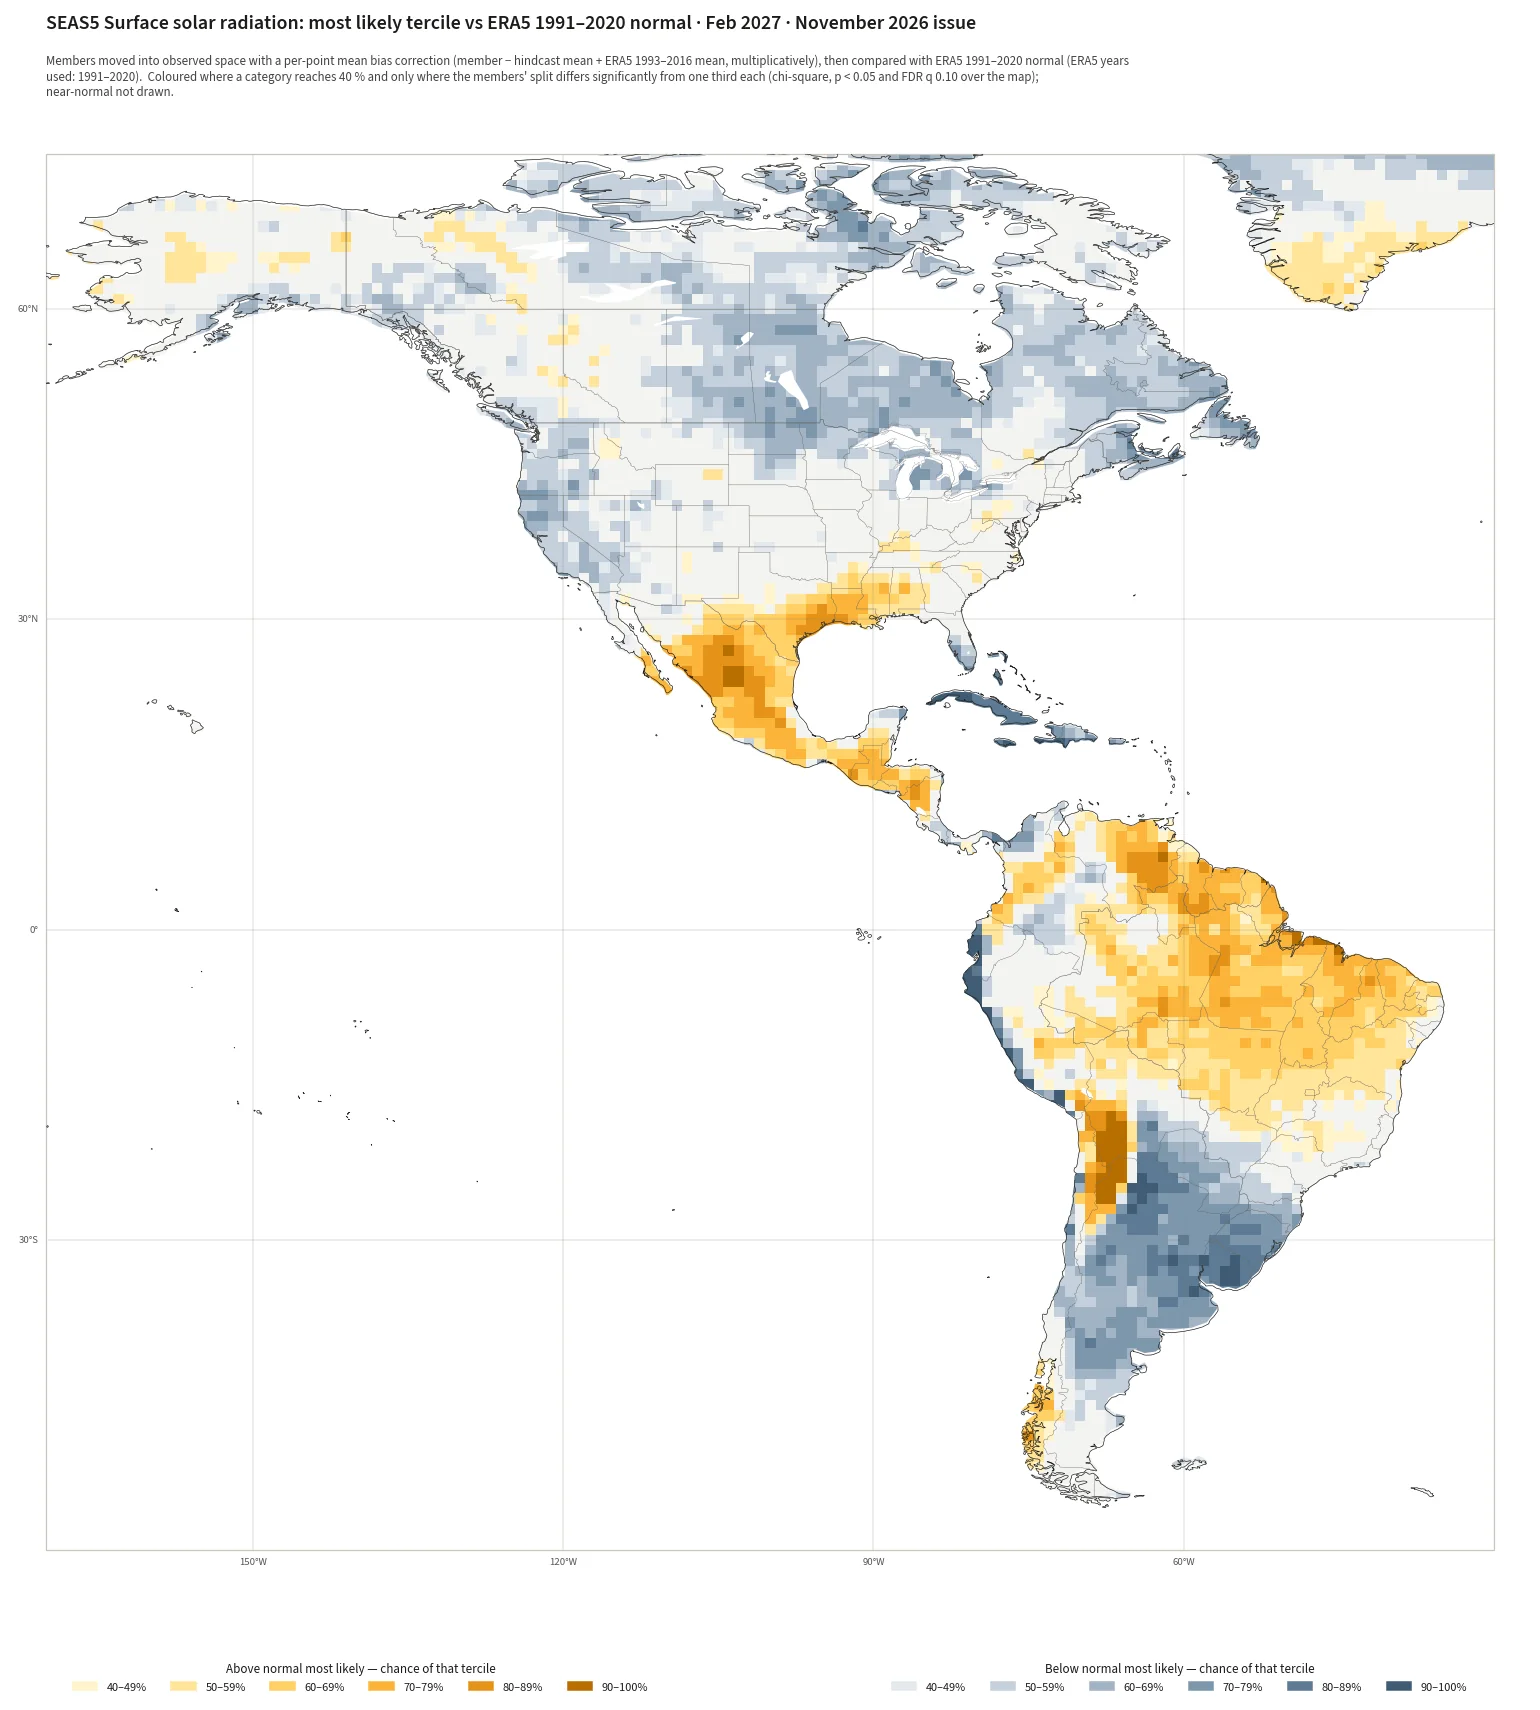 SEAS5 Surface solar radiation: most likely tercile vs ERA5 1991–2020 normal · Feb 2027 · November 2026 issue
Members moved into observed space with a per-point mean bias correction (member − hindcast mean + ERA5 1993–2016 mean, multiplicatively), then compared with ERA5 1991–2020 normal (ERA5 years
used: 1991–2020).  Coloured where a category reaches 40 % and only where the members' split differs significantly from one third each (chi-square, p < 0.05 and FDR q 0.10 over the map);
near-normal not drawn.
60°N
30°N
0°
30°S
150°W 120°W 90°W 60°W
Above normal most likely — chance of that tercile
40–49% 50–59% 60–69% 70–79% 80–89% 90–100%
Below normal most likely — chance of that tercile
40–49% 50–59% 60–69% 70–79% 80–89% 90–100%